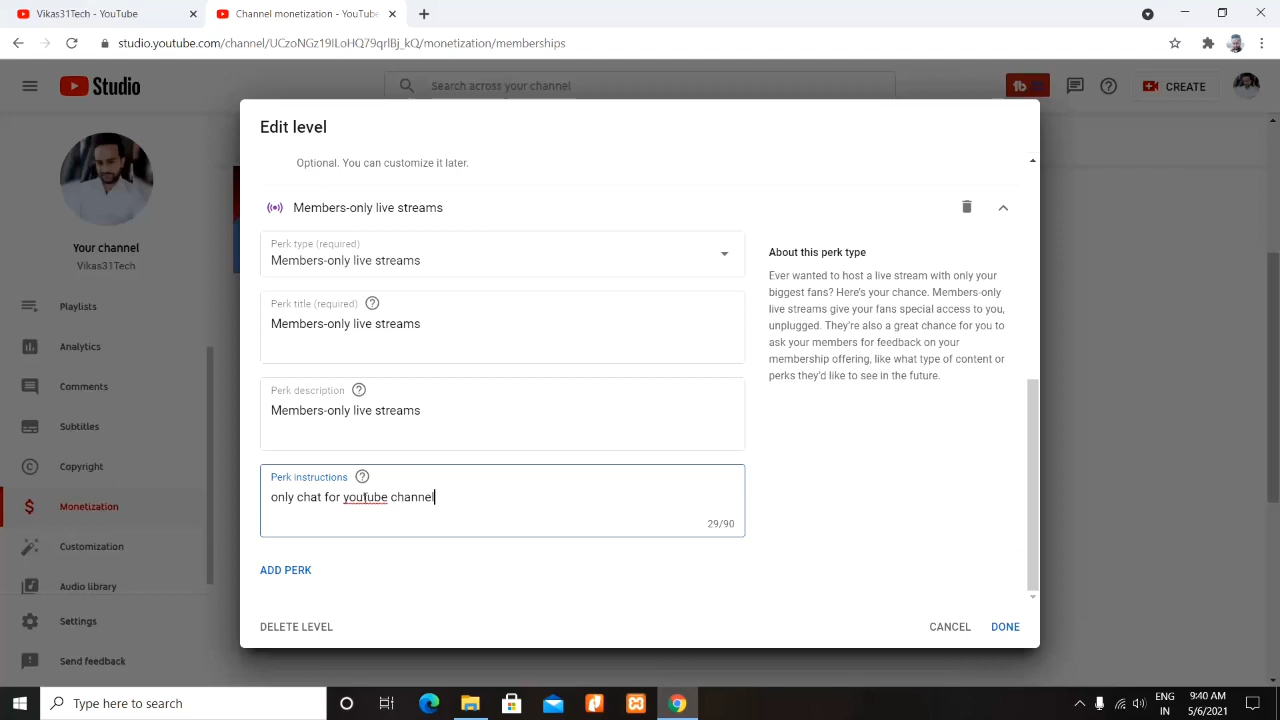 Vikas31Tech - YouTube
Channel monetization - YouTube
studio.youtube.com/channel/UCzoNGz19ILoHQ79qrlBj_kQ/monetization/memberships
Studio
Search across your channel
CREATE
Edit level
Optional. You can customize it later.
Members-only live streams
Perk type (required)
Members-only live streams
Perk title (required)
Members-only live streams
Perk description
Members-only live streams
Perk instructions
only chat for youtube channel
29/90
ADD PERK
About this perk type
Ever wanted to host a live stream with only your
biggest fans? Here's your chance. Members-only
live streams give your fans special access to you,
unplugged. They're also a great chance for you to
ask your members for feedback on your
membership offering, like what type of content or
perks they'd like to see in the future.
DELETE LEVEL
CANCEL
DONE
Your channel
Vikas31Tech
Playlists
Analytics
Comments
Subtitles
Copyright
Monetization
Customization
Audio library
Settings
Send feedback
Type here to search
ENG
IN
9:40 AM
5/6/2021